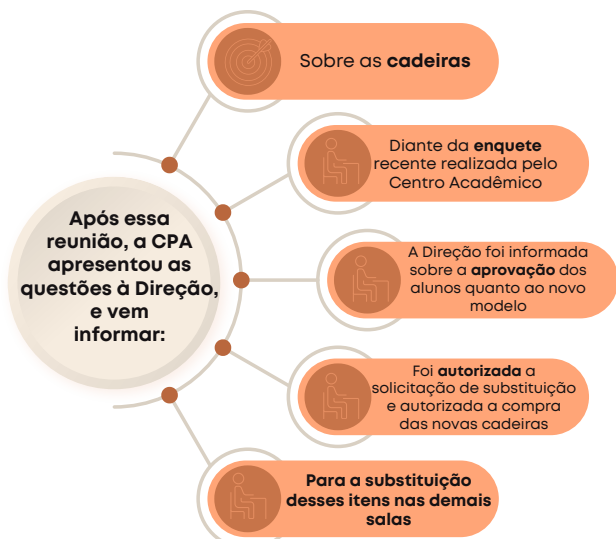 Após essa
reunião, a CPA
apresentou as
questões à Direção,
e vem
informar:
Sobre as cadeiras
Diante da enquete
recente realizada pelo
Centro Acadêmico
A Direção foi informada
sobre a aprovação dos
alunos quanto ao novo
modelo
Foi autorizada a
solicitação de substituição
e autorizada a compra
das novas cadeiras
Para a substituição
desses itens nas demais
salas